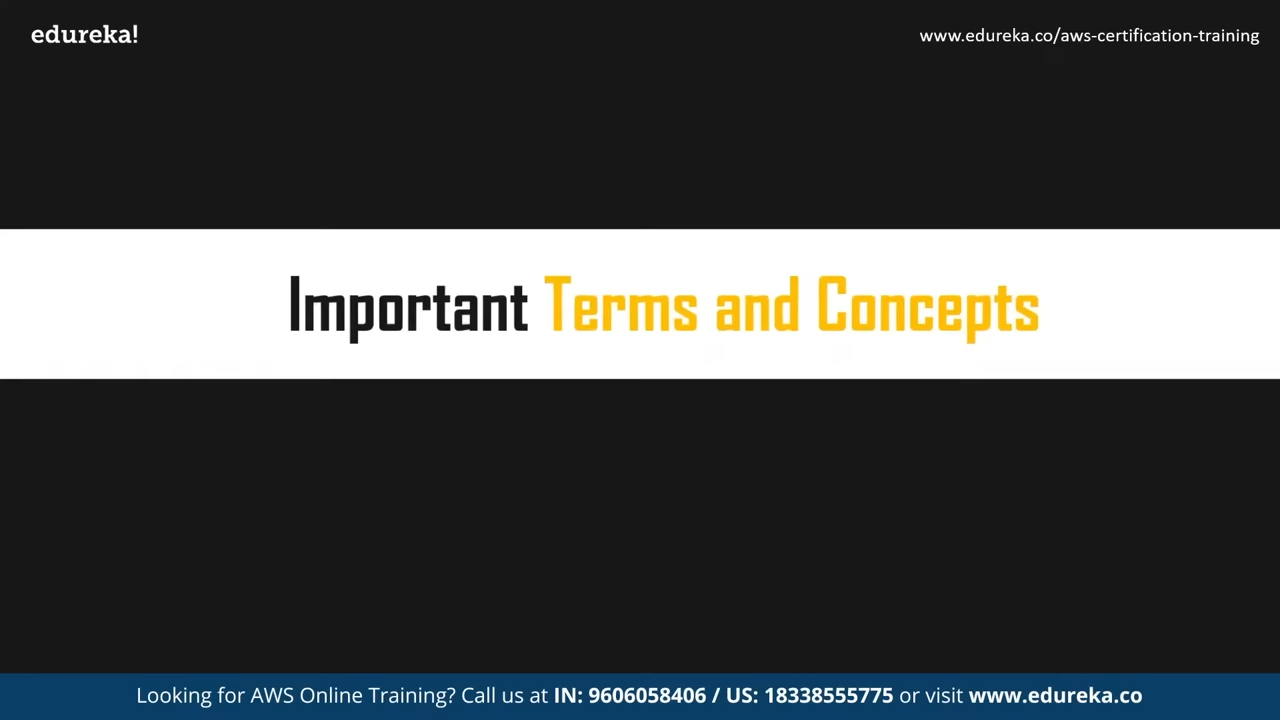 edureka!
www.edureka.co/aws-certification-training
Important Terms and Concepts
Looking for AWS Online Training? Call us at IN: 9606058406 / US: 18338555775 or visit www.edureka.co